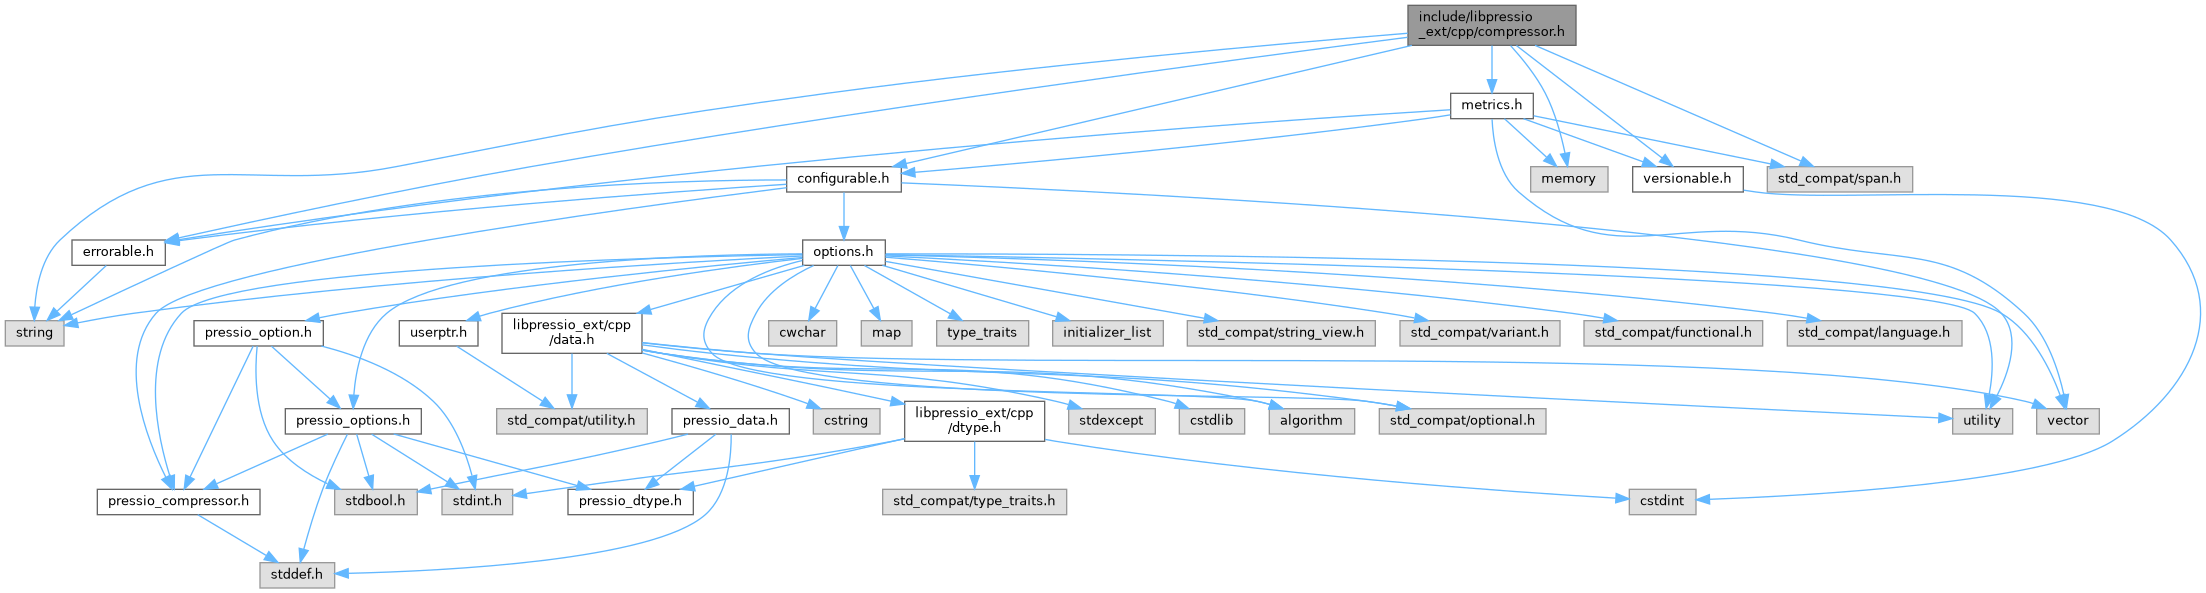 include/libpressio
_ext/cpp/compressor.h
metrics.h
configurable.h
memory
versionable.h
std_compat/span.h
errorable.h
options.h
string
pressio_option.h
userptr.h
libpressio_ext/cpp
/data.h
cwchar
map
type_traits
initializer_list
std_compat/string_view.h
std_compat/variant.h
std_compat/functional.h
std_compat/language.h
pressio_options.h
std_compat/utility.h
pressio_data.h
cstring
libpressio_ext/cpp
/dtype.h
stdexcept
cstdlib
algorithm
std_compat/optional.h
utility
vector
pressio_compressor.h
stdbool.h
stdint.h
pressio_dtype.h
std_compat/type_traits.h
cstdint
stddef.h